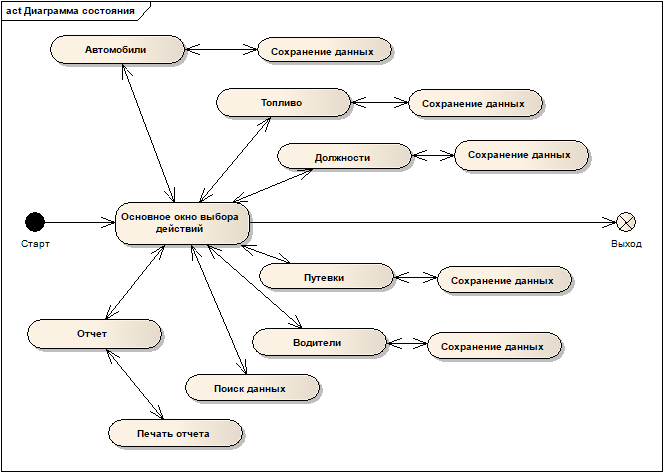 act Диаграмма состояния
Автомобили
Сохранение данных
Топливо
Сохранение данных
Должности
Сохранение данных
Основное окно выбора
действий
Старт
Выход
Путевки
Сохранение данных
Отчет
Водители
Сохранение данных
Поиск данных
Печать отчета